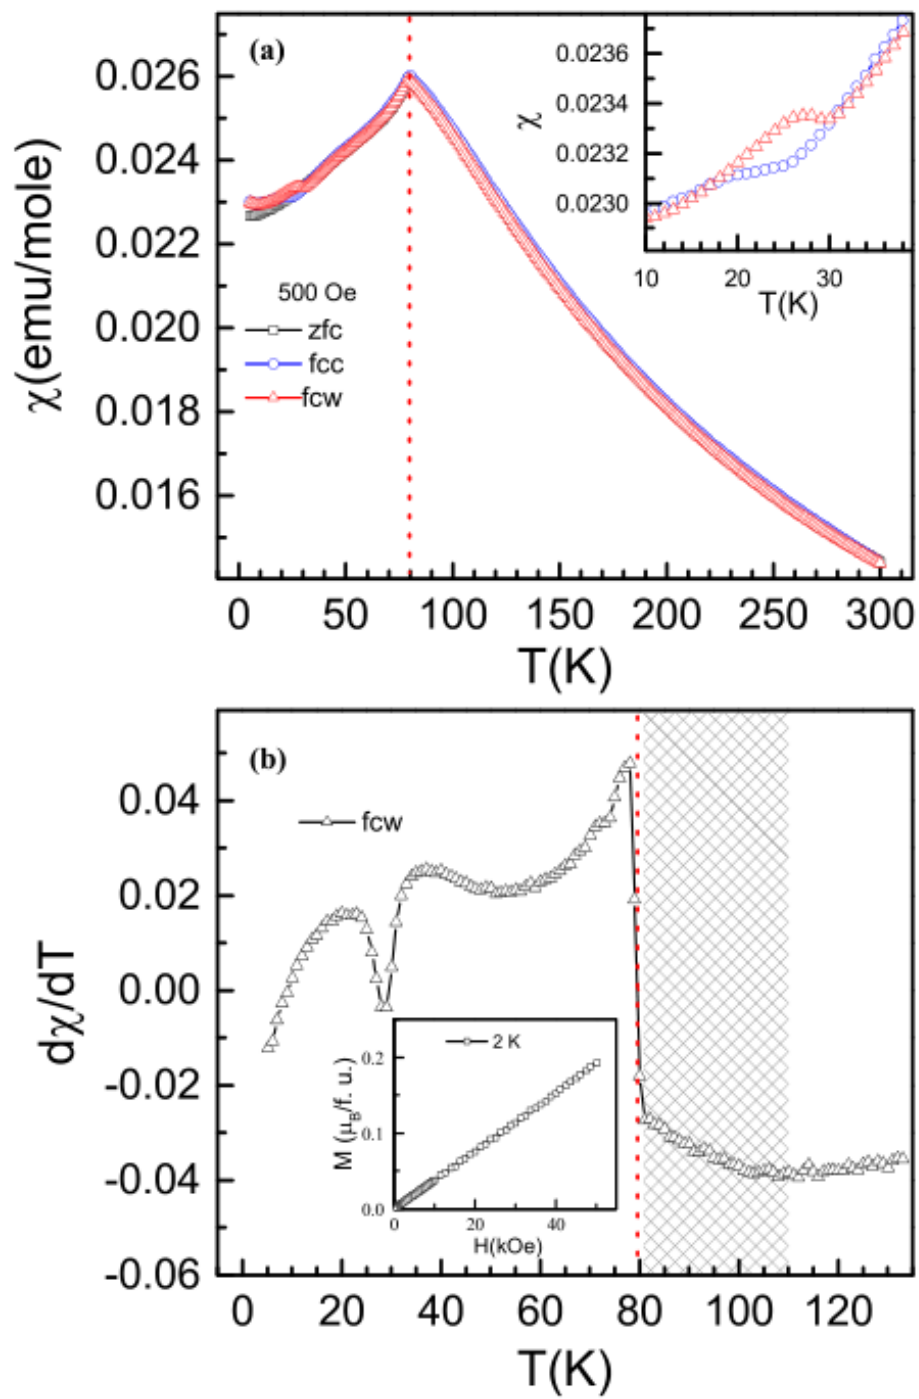 (a)
χ(emu/mole)
0.026
0.024
0.022
0.020
0.018
0.016
500 Oe
zfc
fcc
fcw
χ
0.0236
0.0234
0.0232
0.0230
10 20 30
T(K)
0 50 100 150 200 250 300
T(K)
(b)
fcw
dχ/dT
0.04
0.02
0.00
-0.02
-0.04
-0.06
2 K
M (μB/f. u.)
0.2
0.1
0.0
0 20 40
H(kOe)
0 20 40 60 80 100 120
T(K)